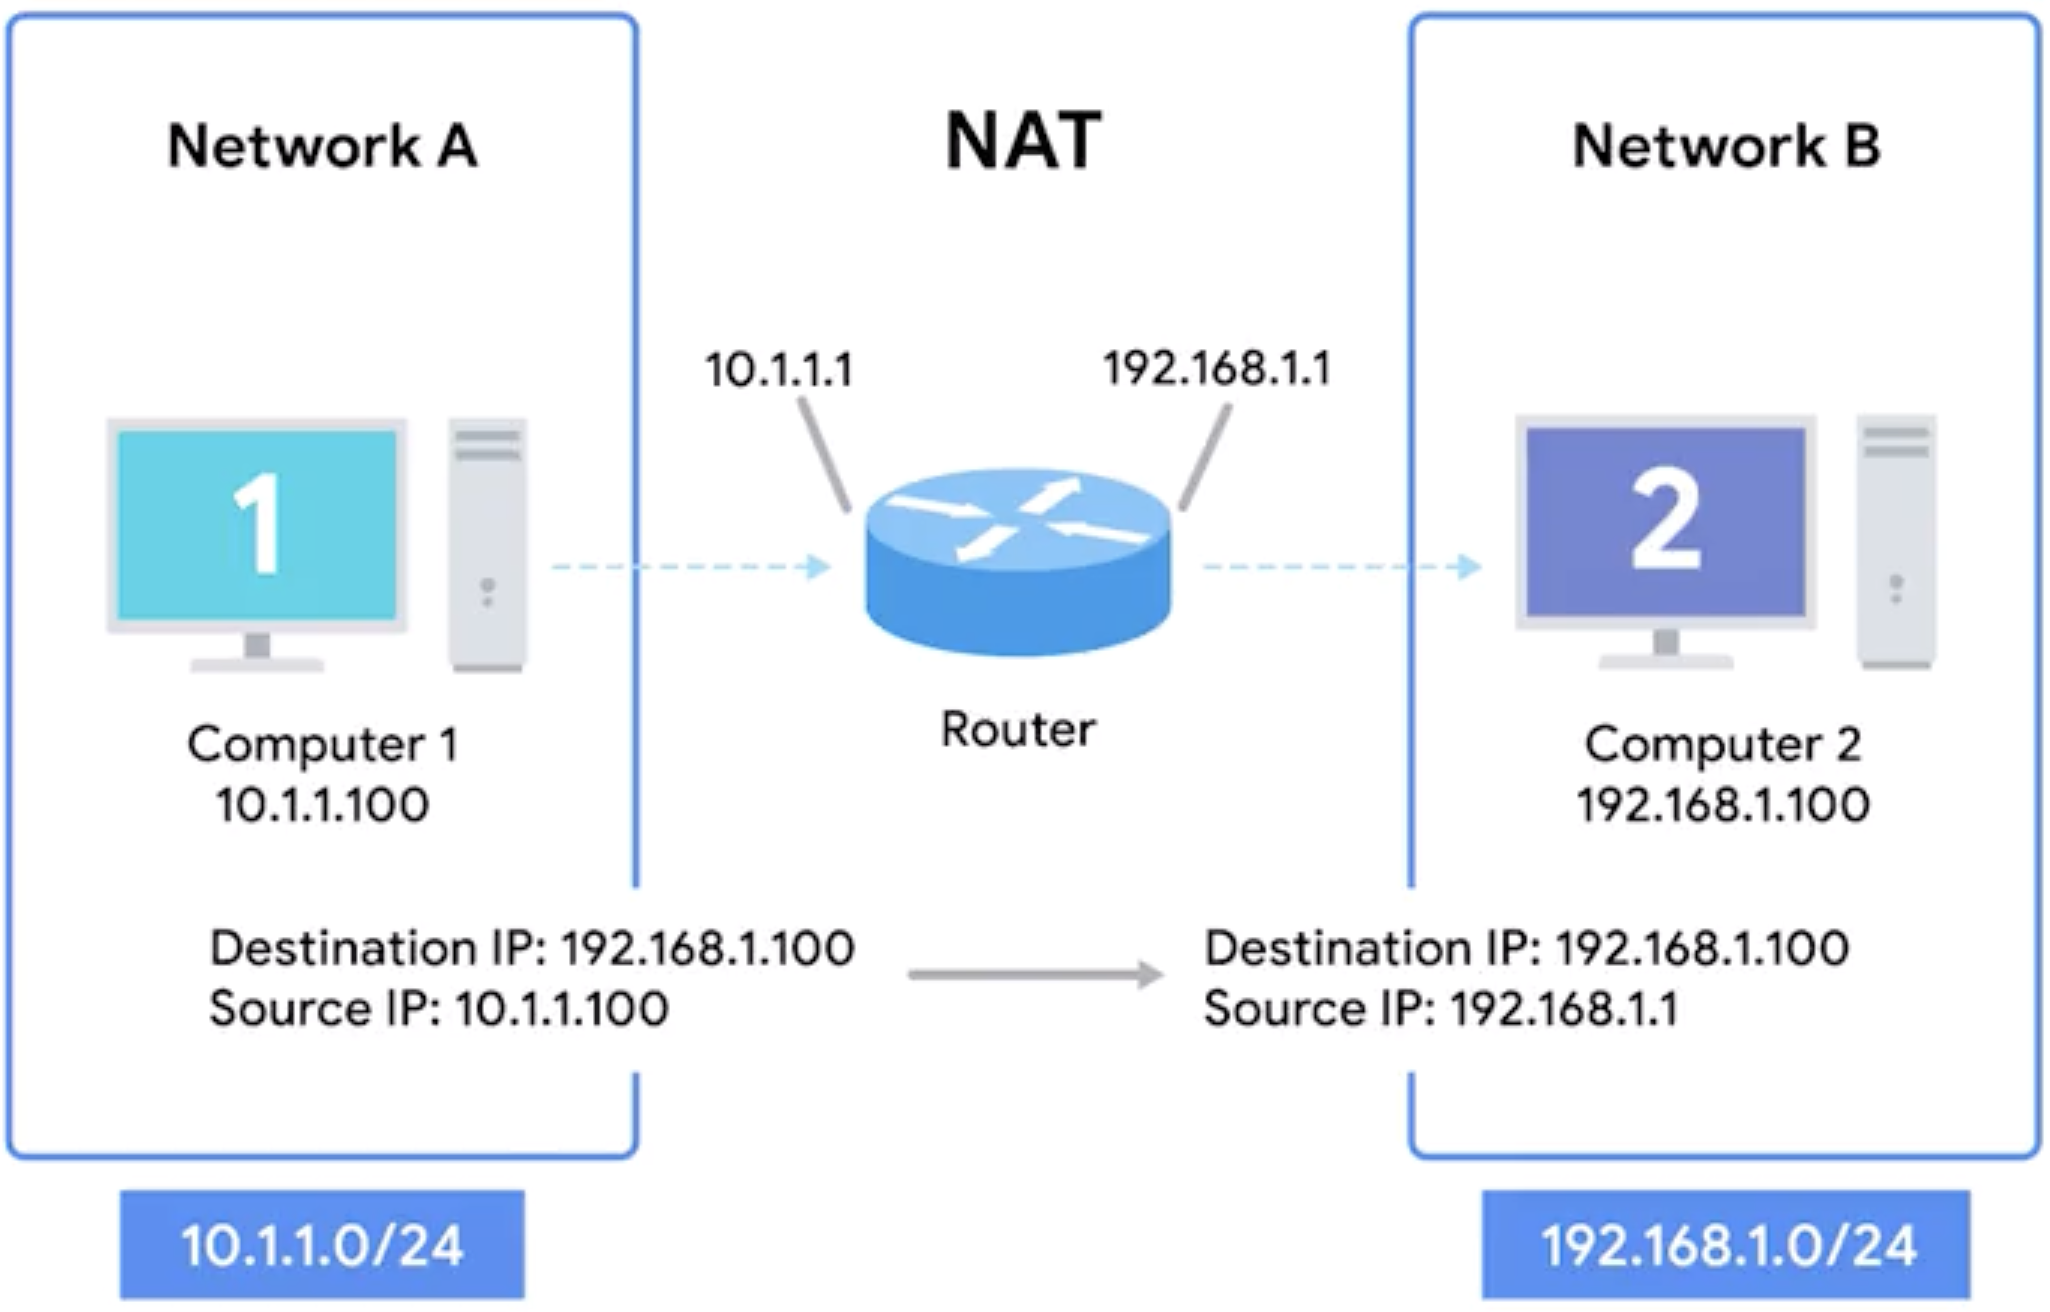 Network A
NAT
Network B
10.1.1.1
192.168.1.1
1
2
Computer 1
10.1.1.100
Router
Computer 2
192.168.1.100
Destination IP: 192.168.1.100
Source IP: 10.1.1.100
Destination IP: 192.168.1.100
Source IP: 192.168.1.1
10.1.1.0/24
192.168.1.0/24